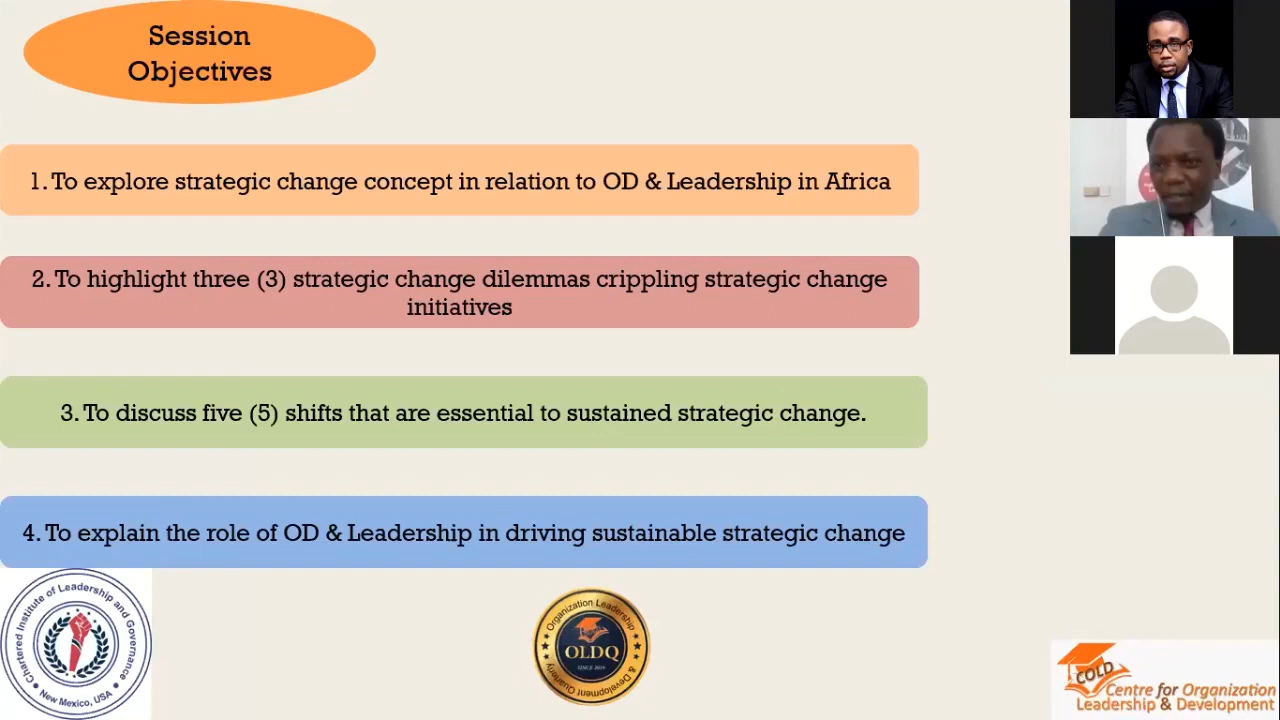 Session
Objectives
1. To explore strategic change concept in relation to OD & Leadership in Africa
2. To highlight three (3) strategic change dilemmas crippling strategic change
initiatives
3. To discuss five (5) shifts that are essential to sustained strategic change.
4. To explain the role of OD & Leadership in driving sustainable strategic change
Chartered Institute of Leadership and Governance
New Mexico, USA
Organization Leadership
OLDQ
SINCE 2019
& Development Quarterly
COLD
Centre for Organization
Leadership & Development